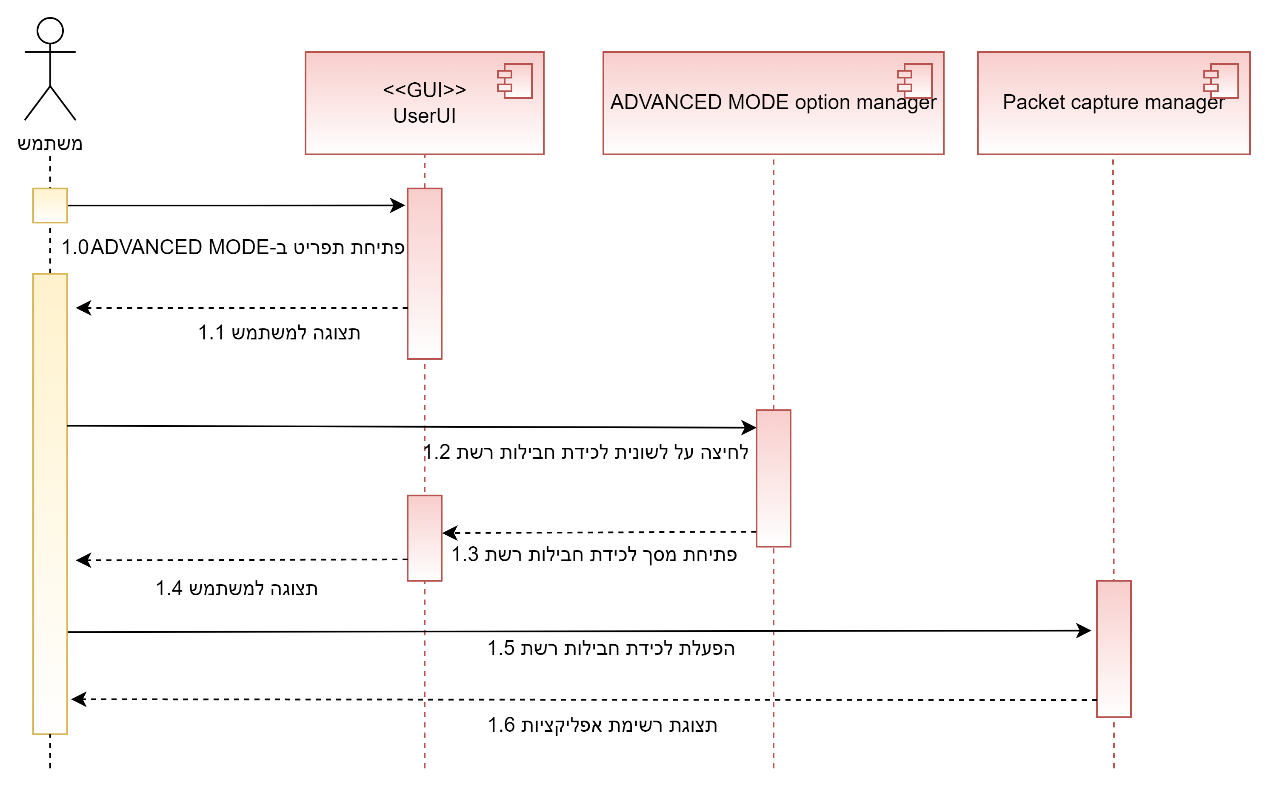 <<GUI>>
UserUI
ADVANCED MODE option manager
Packet capture manager
משתמש
1.0 פתיחת תפריט ב-ADVANCED MODE
1.1 תצוגה למשתמש
1.2 לחיצה על לשונית לכידת חבילות רשת
1.3 פתיחת מסך לכידת חבילות רשת
1.4 תצוגה למשתמש
1.5 הפעלת לכידת חבילות רשת
1.6 תצוגת רשימת אפליקציות